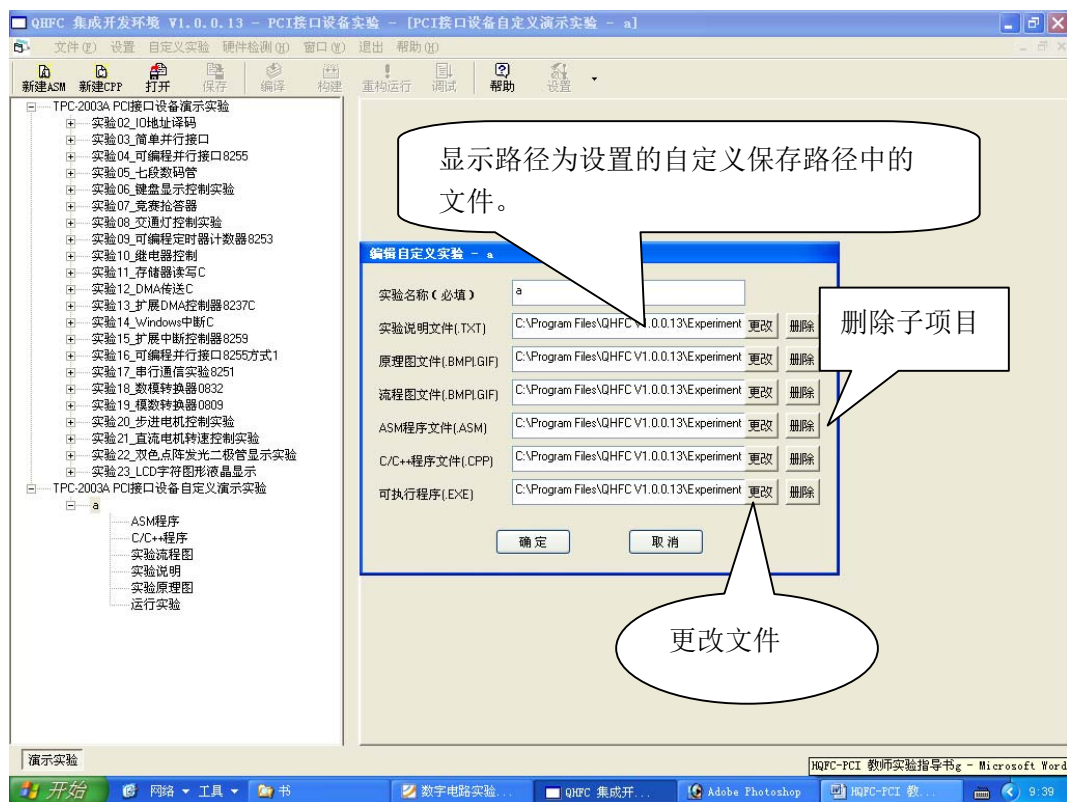 QHFC 集成开发环境 V1.0.0.13 - PCI接口设备实验 - [PCI接口设备自定义演示实验 - a]
文件(F) 设置 自定义实验 硬件检测(H) 窗口(W) 退出 帮助(H)
新建ASM 新建CPP 打开 保存 编译 构建 重构运行 调试 帮助 设置
TPC-2003A PCI接口设备演示实验
实验02_IO地址译码
实验03_简单并行接口
实验04_可编程并行接口8255
实验05_七段数码管
实验06_键盘显示控制实验
实验07_竞赛抢答器
实验08_交通灯控制实验
实验09_可编程定时器计数器8253
实验10_继电器控制
实验11_存储器读写C
实验12_DMA传送C
实验13_扩展DMA控制器8237C
实验14_Windows中断C
实验15_扩展中断控制器8259
实验16_可编程并行接口8255方式1
实验17_串行通信实验8251
实验18_数模转换器0832
实验19_模数转换器0809
实验20_步进电机控制实验
实验21_直流电机转速控制实验
实验22_双色点阵发光二极管显示实验
实验23_LCD字符图形液晶显示
TPC-2003A PCI接口设备自定义演示实验
a
ASM程序
C/C++程序
实验流程图
实验说明
实验原理图
运行实验
显示路径为设置的自定义保存路径中的
文件。
编辑自定义实验 - a
实验名称(必填) a
实验说明文件(.TXT) C:\Program Files\QHFC V1.0.0.13\Experiment 更改 删除
原理图文件(.BMP|.GIF) C:\Program Files\QHFC V1.0.0.13\Experiment 更改 删除
流程图文件(.BMP|.GIF) C:\Program Files\QHFC V1.0.0.13\Experiment 更改 删除
ASM程序文件(.ASM) C:\Program Files\QHFC V1.0.0.13\Experiment 更改 删除
C/C++程序文件(.CPP) C:\Program Files\QHFC V1.0.0.13\Experiment 更改 删除
可执行程序(.EXE) C:\Program Files\QHFC V1.0.0.13\Experiment 更改 删除
确定 取消
删除子项目
更改文件
演示实验
HQFC-PCI 教师实验指导书g - Microsoft Word
开始 网络 工具 书 数字电路实验... QHFC 集成开... Adobe Photoshop HQFC-PCI 教... 9:39